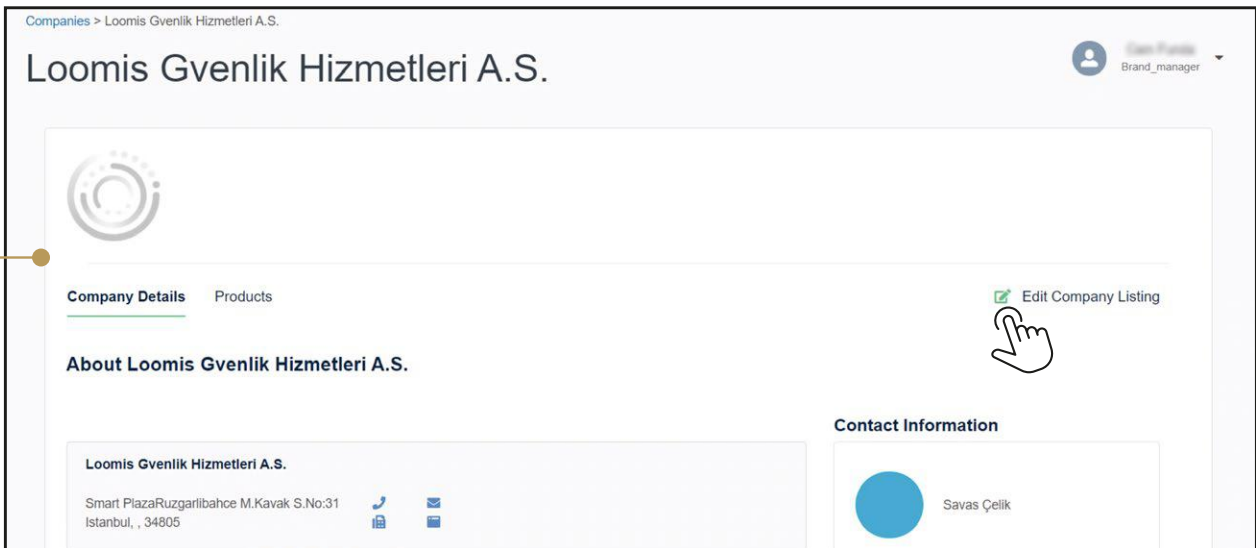 Companies > Loomis Gvenlik Hizmetleri A.S.
Loomis Gvenlik Hizmetleri A.S.
Brand_manager
Company Details Products
Edit Company Listing
About Loomis Gvenlik Hizmetleri A.S.
Contact Information
Loomis Gvenlik Hizmetleri A.S.
Smart PlazaRuzgarlibahce M.Kavak S.No:31
Istanbul, , 34805
Savas Çelik